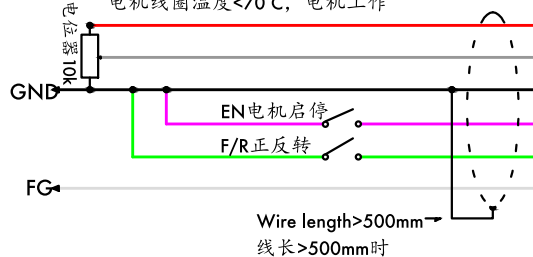 电机线圈温度<70℃，电机工作
电位器10k
GND
EN电机启停
F/R正反转
FG
Wire length>500mm
线长>500mm时